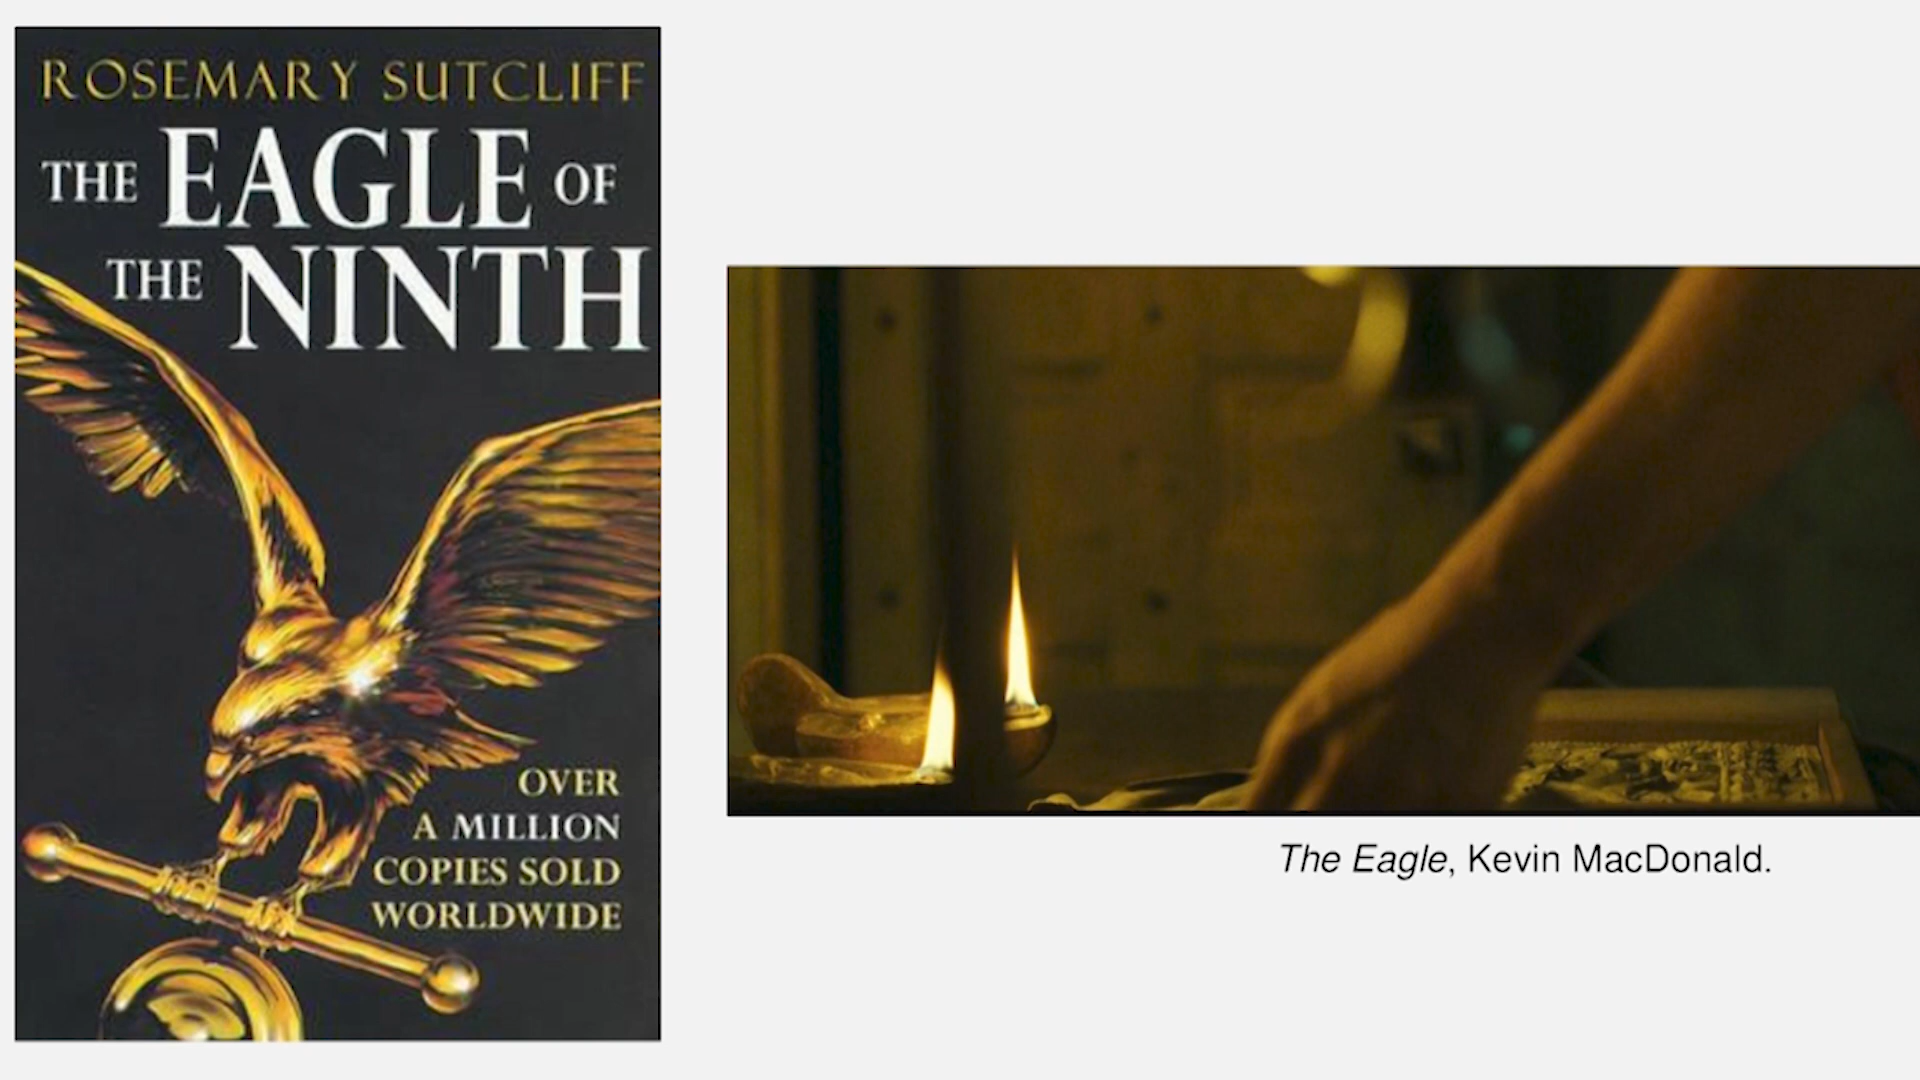 ROSEMARY SUTCLIFF
THE EAGLE OF
THE NINTH
OVER
A MILLION
COPIES SOLD
WORLDWIDE
The Eagle, Kevin MacDonald.